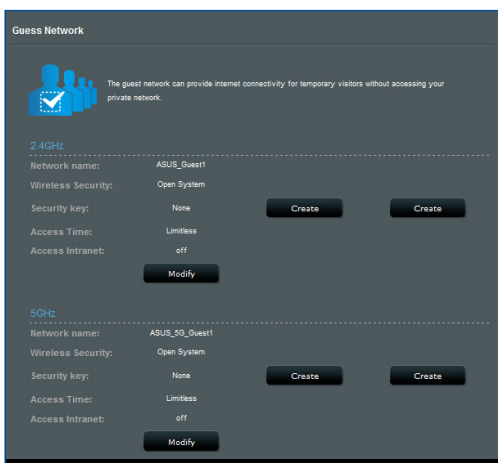 Guess Network
The guest network can provide internet connectivity for temporary visitors without accessing your
private network.
2.4GHz
Network name: ASUS_Guest1
Wireless Security: Open System
Security key: None Create Create
Access Time: Limitless
Access Intranet: off
Modify
5GHz
Network name: ASUS_5G_Guest1
Wireless Security: Open System
Security key: None Create Create
Access Time: Limitless
Access Intranet: off
Modify